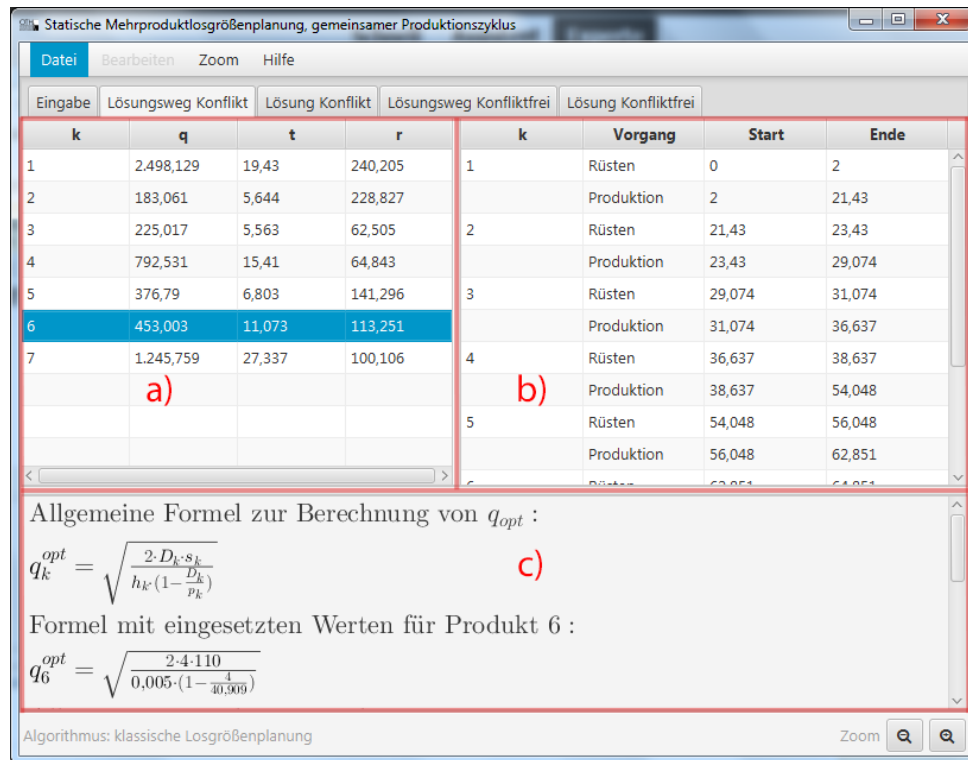 Statische Mehrproduktlosgrößenplanung, gemeinsamer Produktionszyklus
Datei Bearbeiten Zoom Hilfe
Eingabe Lösungsweg Konflikt Lösung Konflikt Lösungsweg Konfliktfrei Lösung Konfliktfrei
k q t r
1 2.498,129 19,43 240,205
2 183,061 5,644 228,827
3 225,017 5,563 62,505
4 792,531 15,41 64,843
5 376,79 6,803 141,296
6 453,003 11,073 113,251
7 1.245,759 27,337 100,106
a)
k Vorgang Start Ende
1 Rüsten 0 2
Produktion 2 21,43
2 Rüsten 21,43 23,43
Produktion 23,43 29,074
3 Rüsten 29,074 31,074
Produktion 31,074 36,637
4 Rüsten 36,637 38,637
Produktion 38,637 54,048
5 Rüsten 54,048 56,048
Produktion 56,048 62,851
b)
Allgemeine Formel zur Berechnung von q_opt :
q_k^opt = √(2·D_k·s_k / (h_k·(1−D_k/p_k)))
c)
Formel mit eingesetzten Werten für Produkt 6 :
q_6^opt = √(2·4·110 / (0,005·(1−4/40,909)))
Algorithmus: klassische Losgrößenplanung
Zoom